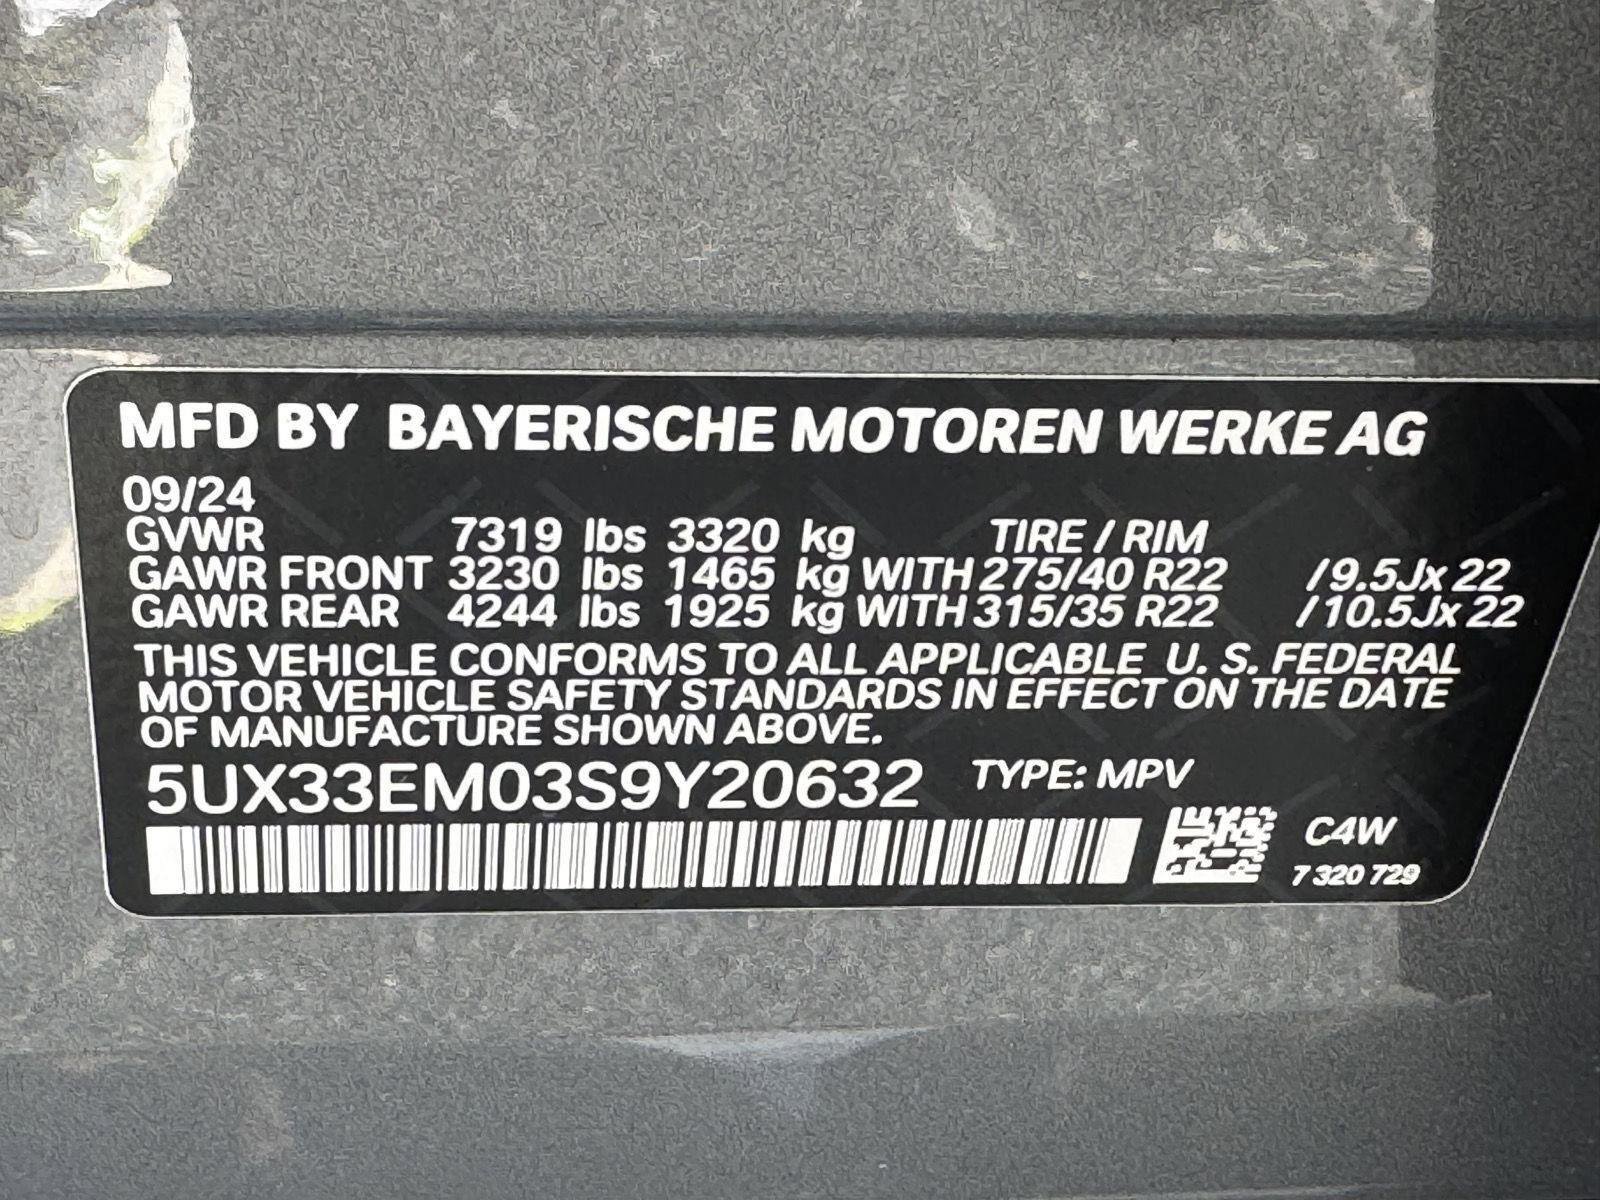 MFD BY BAYERISCHE MOTOREN WERKE AG
09/24
GVWR 7319 lbs 3320 kg TIRE / RIM
GAWR FRONT 3230 lbs 1465 kg WITH 275/40 R22 /9.5Jx 22
GAWR REAR 4244 lbs 1925 kg WITH 315/35 R22 /10.5Jx 22
THIS VEHICLE CONFORMS TO ALL APPLICABLE U. S. FEDERAL
MOTOR VEHICLE SAFETY STANDARDS IN EFFECT ON THE DATE
OF MANUFACTURE SHOWN ABOVE.
5UX33EM03S9Y20632 TYPE: MPV
C4W
7 320 729